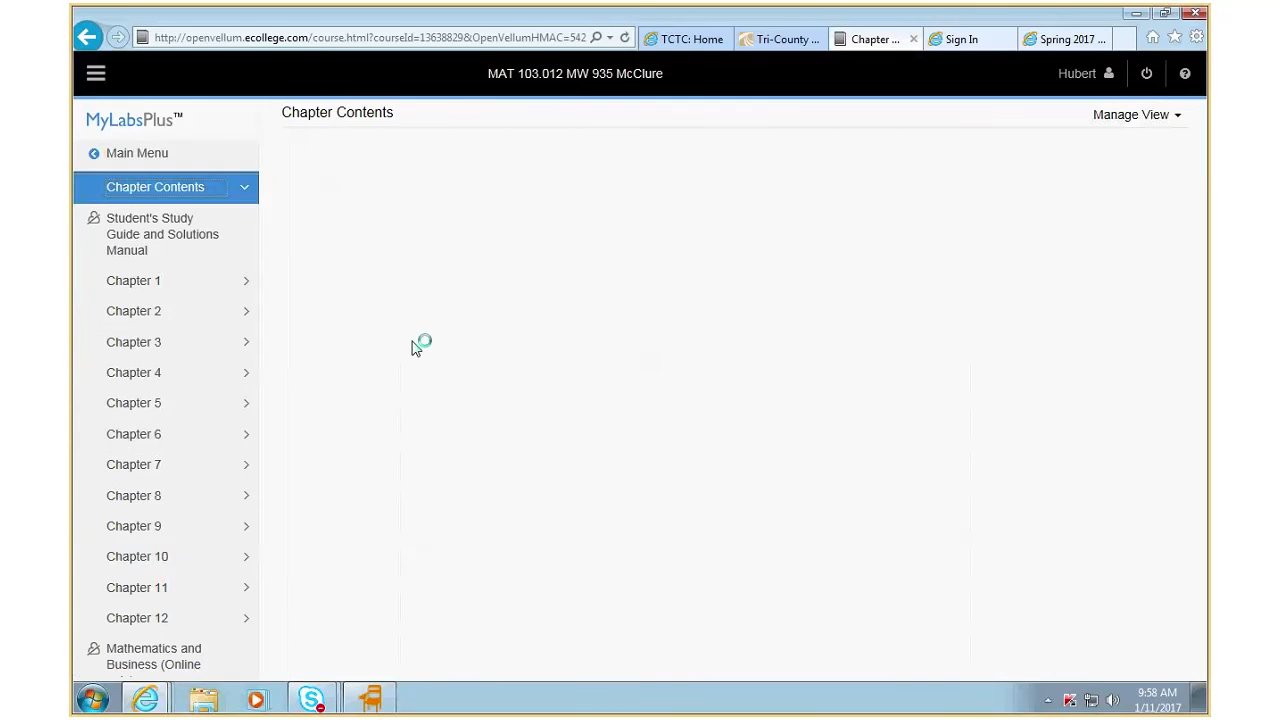 http://openvellum.ecollege.com/course.html?courseId=13638829&OpenVellumHMAC=542
TCTC: Home
Tri-County ...
Chapter ...
Sign In
Spring 2017 ...
MAT 103.012 MW 935 McClure
Hubert
MyLabsPlus™
Chapter Contents
Manage View
Main Menu
Chapter Contents
Student's Study
Guide and Solutions
Manual
Chapter 1
Chapter 2
Chapter 3
Chapter 4
Chapter 5
Chapter 6
Chapter 7
Chapter 8
Chapter 9
Chapter 10
Chapter 11
Chapter 12
Mathematics and
Business (Online
9:58 AM
1/11/2017